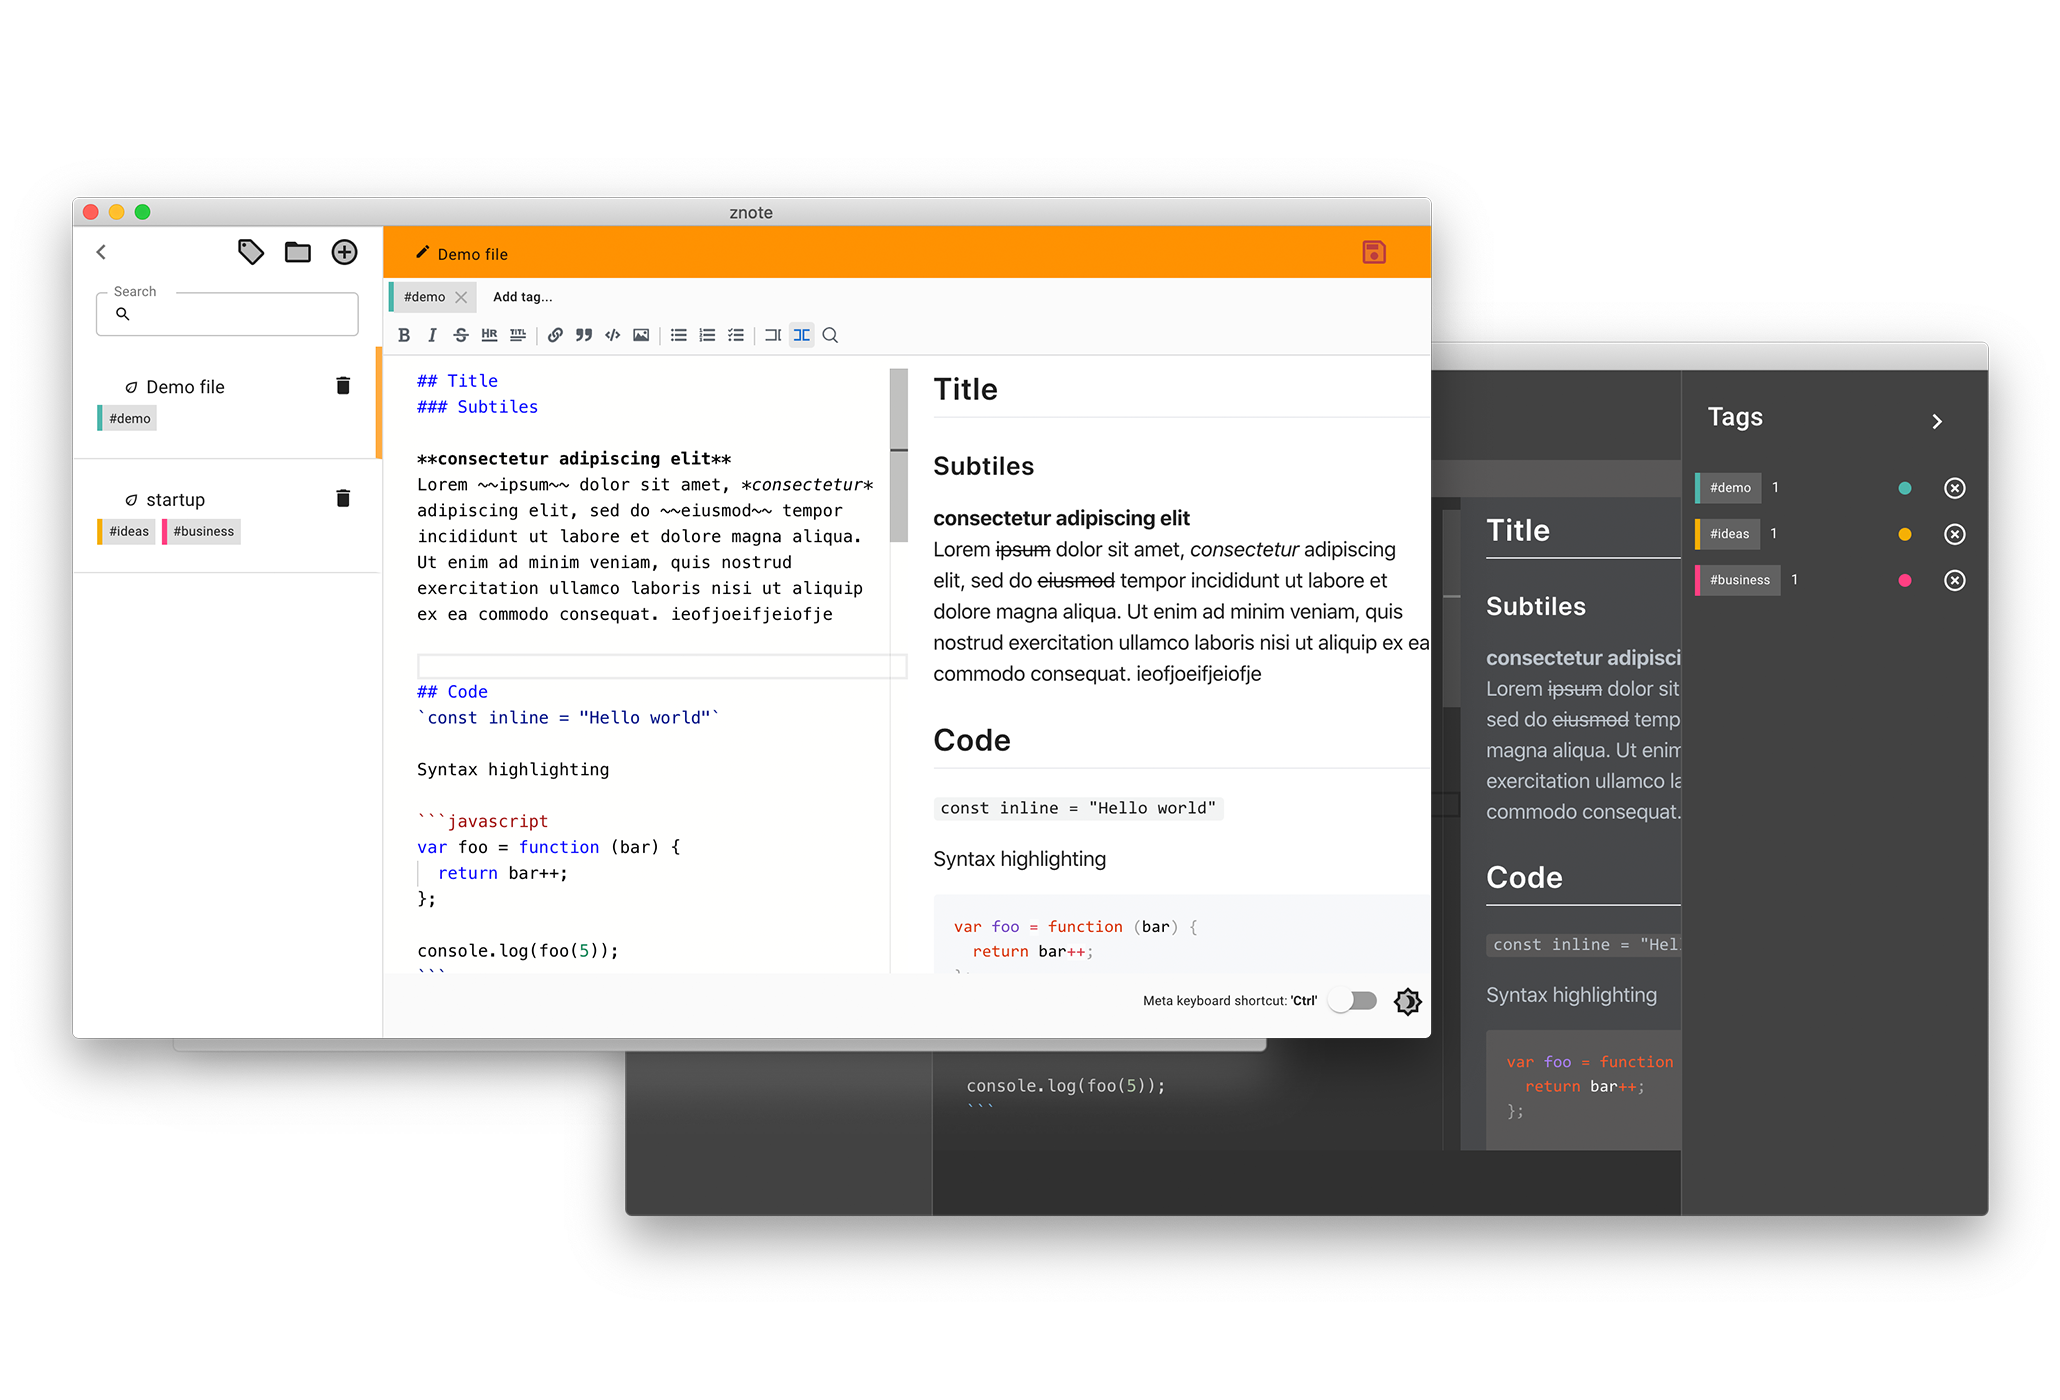 znote
Search
Demo file
#demo
startup
#ideas #business
Demo file
#demo Add tag...
B I S HR TITL
## Title
### Subtiles
**consectetur adipiscing elit**
Lorem ~~ipsum~~ dolor sit amet, *consectetur*
adipiscing elit, sed do ~~eiusmod~~ tempor
incididunt ut labore et dolore magna aliqua.
Ut enim ad minim veniam, quis nostrud
exercitation ullamco laboris nisi ut aliquip
ex ea commodo consequat. ieofjoeifjeiofje
## Code
`const inline = "Hello world"`
Syntax highlighting
```javascript
var foo = function (bar) {
return bar++;
};
console.log(foo(5));
```
Title
Subtiles
consectetur adipiscing elit
Lorem ipsum dolor sit amet, consectetur adipiscing
elit, sed do eiusmod tempor incididunt ut labore et
dolore magna aliqua. Ut enim ad minim veniam, quis
nostrud exercitation ullamco laboris nisi ut aliquip ex ea
commodo consequat. ieofjoeifjeiofje
Code
const inline = "Hello world"
Syntax highlighting
var foo = function (bar) {
return bar++;
Meta keyboard shortcut: 'Ctrl'
console.log(foo(5));
```
Title
Subtiles
consectetur adipisci
Lorem ipsum dolor sit
sed do eiusmod temp
magna aliqua. Ut enim
exercitation ullamco la
commodo consequat.
Code
const inline = "Hel
Syntax highlighting
var foo = function
return bar++;
};
Tags
#demo 1
#ideas 1
#business 1